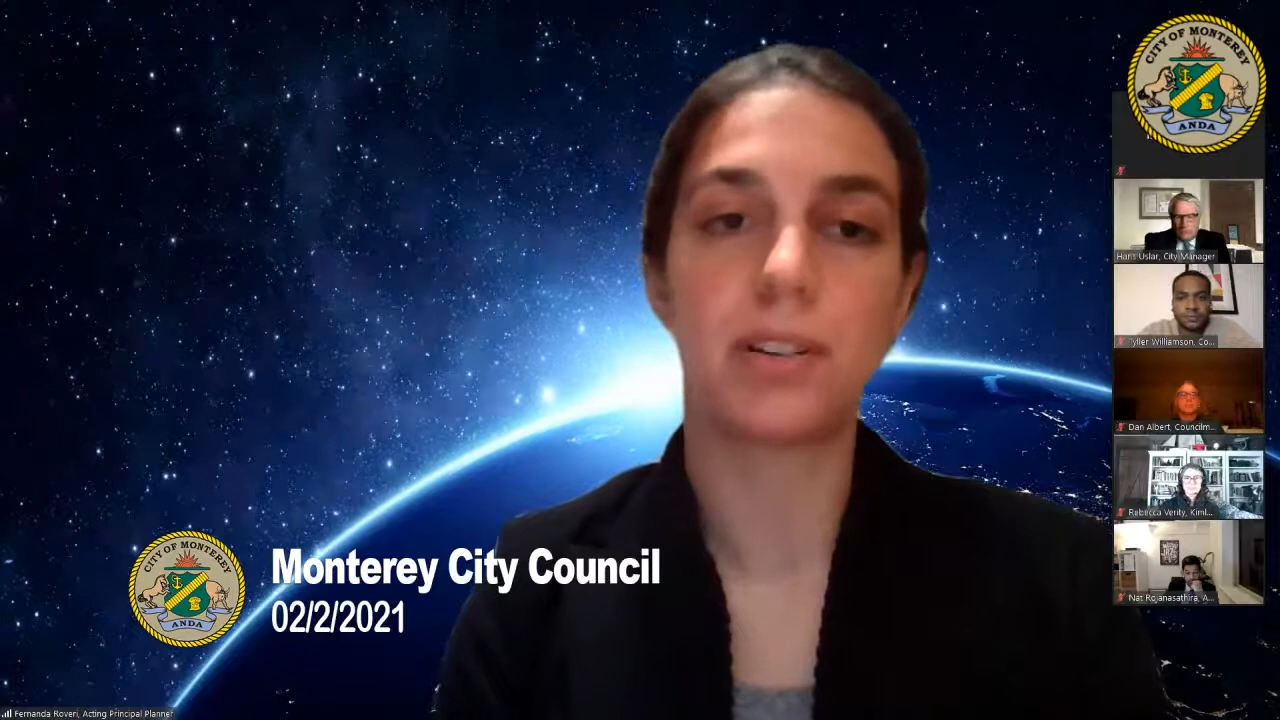 CITY OF MONTEREY
ANDA
Hans Uslar, City Manager
Tyller Williamson, Co...
Dan Albert, Councilm...
Rebecca Verity, Kiml...
Nat Rojanasathira, A...
CITY OF MONTEREY
ANDA
Monterey City Council
02/2/2021
Fernanda Roveri, Acting Principal Planner